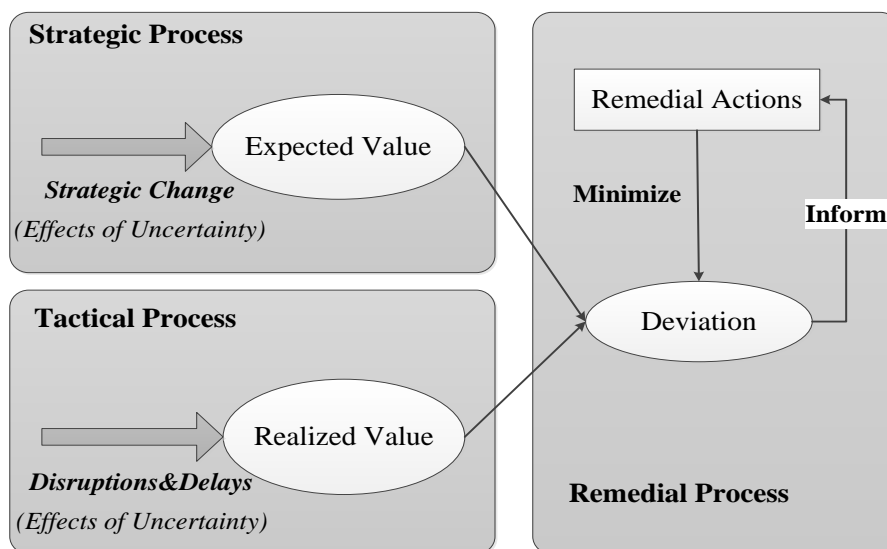 Strategic Process
Expected Value
Strategic Change
(Effects of Uncertainty)
Tactical Process
Realized Value
Disruptions&Delays
(Effects of Uncertainty)
Remedial Actions
Minimize
Inform
Deviation
Remedial Process